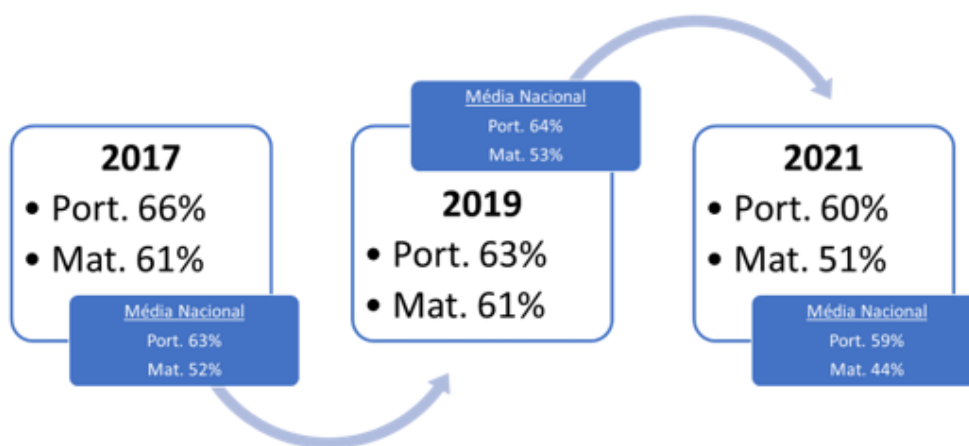 2017
• Port. 66%
• Mat. 61%
Média Nacional
Port. 63%
Mat. 52%
Média Nacional
Port. 64%
Mat. 53%
2019
• Port. 63%
• Mat. 61%
2021
• Port. 60%
• Mat. 51%
Média Nacional
Port. 59%
Mat. 44%